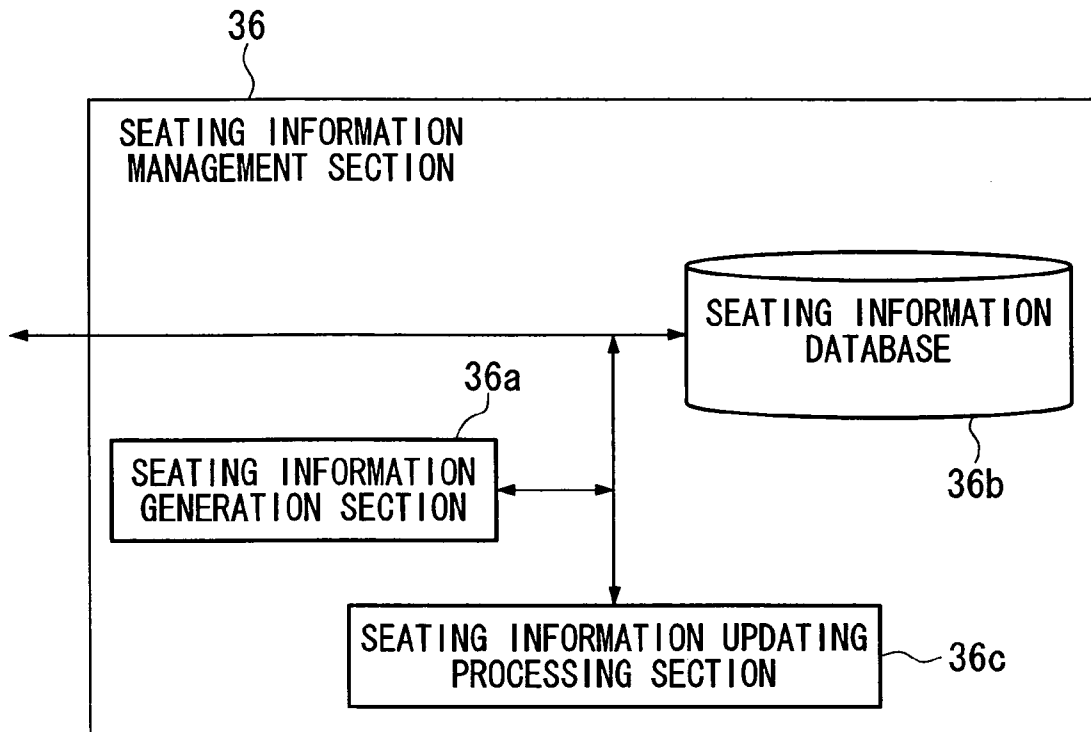 36
SEATING INFORMATION
MANAGEMENT SECTION
SEATING INFORMATION
DATABASE
36a
36b
SEATING INFORMATION
GENERATION SECTION
SEATING INFORMATION UPDATING
PROCESSING SECTION
36c